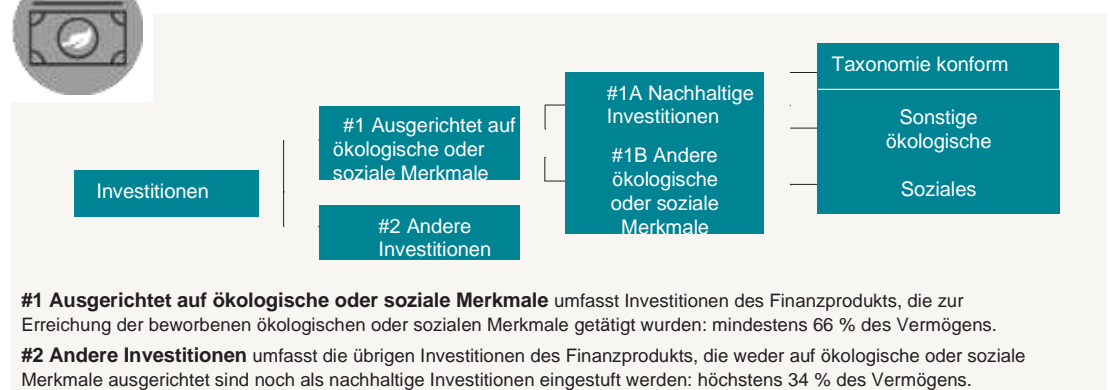 Taxonomie konform
#1A Nachhaltige
Investitionen
Sonstige
ökologische
#1 Ausgerichtet auf
ökologische oder
soziale Merkmale
#1B Andere
ökologische
oder soziale
Merkmale
Soziales
Investitionen
#2 Andere
Investitionen
#1 Ausgerichtet auf ökologische oder soziale Merkmale umfasst Investitionen des Finanzprodukts, die zur
Erreichung der beworbenen ökologischen oder sozialen Merkmale getätigt wurden: mindestens 66 % des Vermögens.
#2 Andere Investitionen umfasst die übrigen Investitionen des Finanzprodukts, die weder auf ökologische oder soziale
Merkmale ausgerichtet sind noch als nachhaltige Investitionen eingestuft werden: höchstens 34 % des Vermögens.